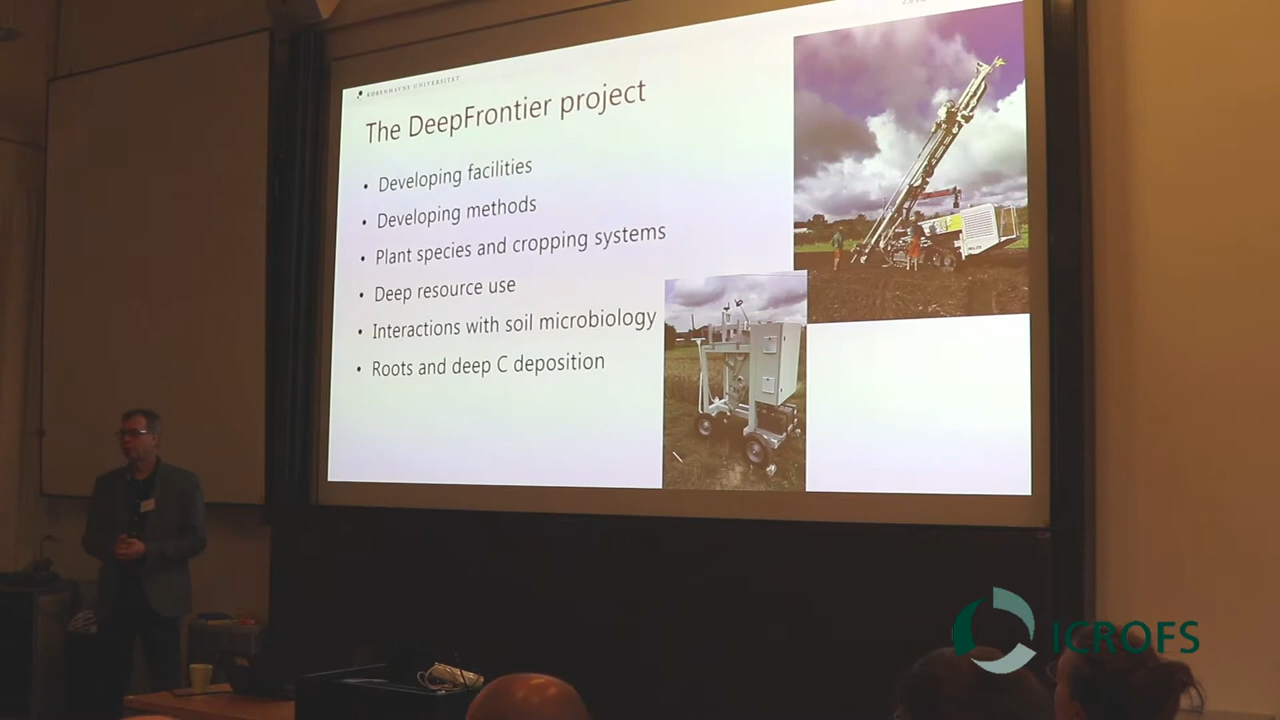 KØBENHAVNS UNIVERSITET
The DeepFrontier project
• Developing facilities
• Developing methods
• Plant species and cropping systems
• Deep resource use
• Interactions with soil microbiology
• Roots and deep C deposition
ICROFS